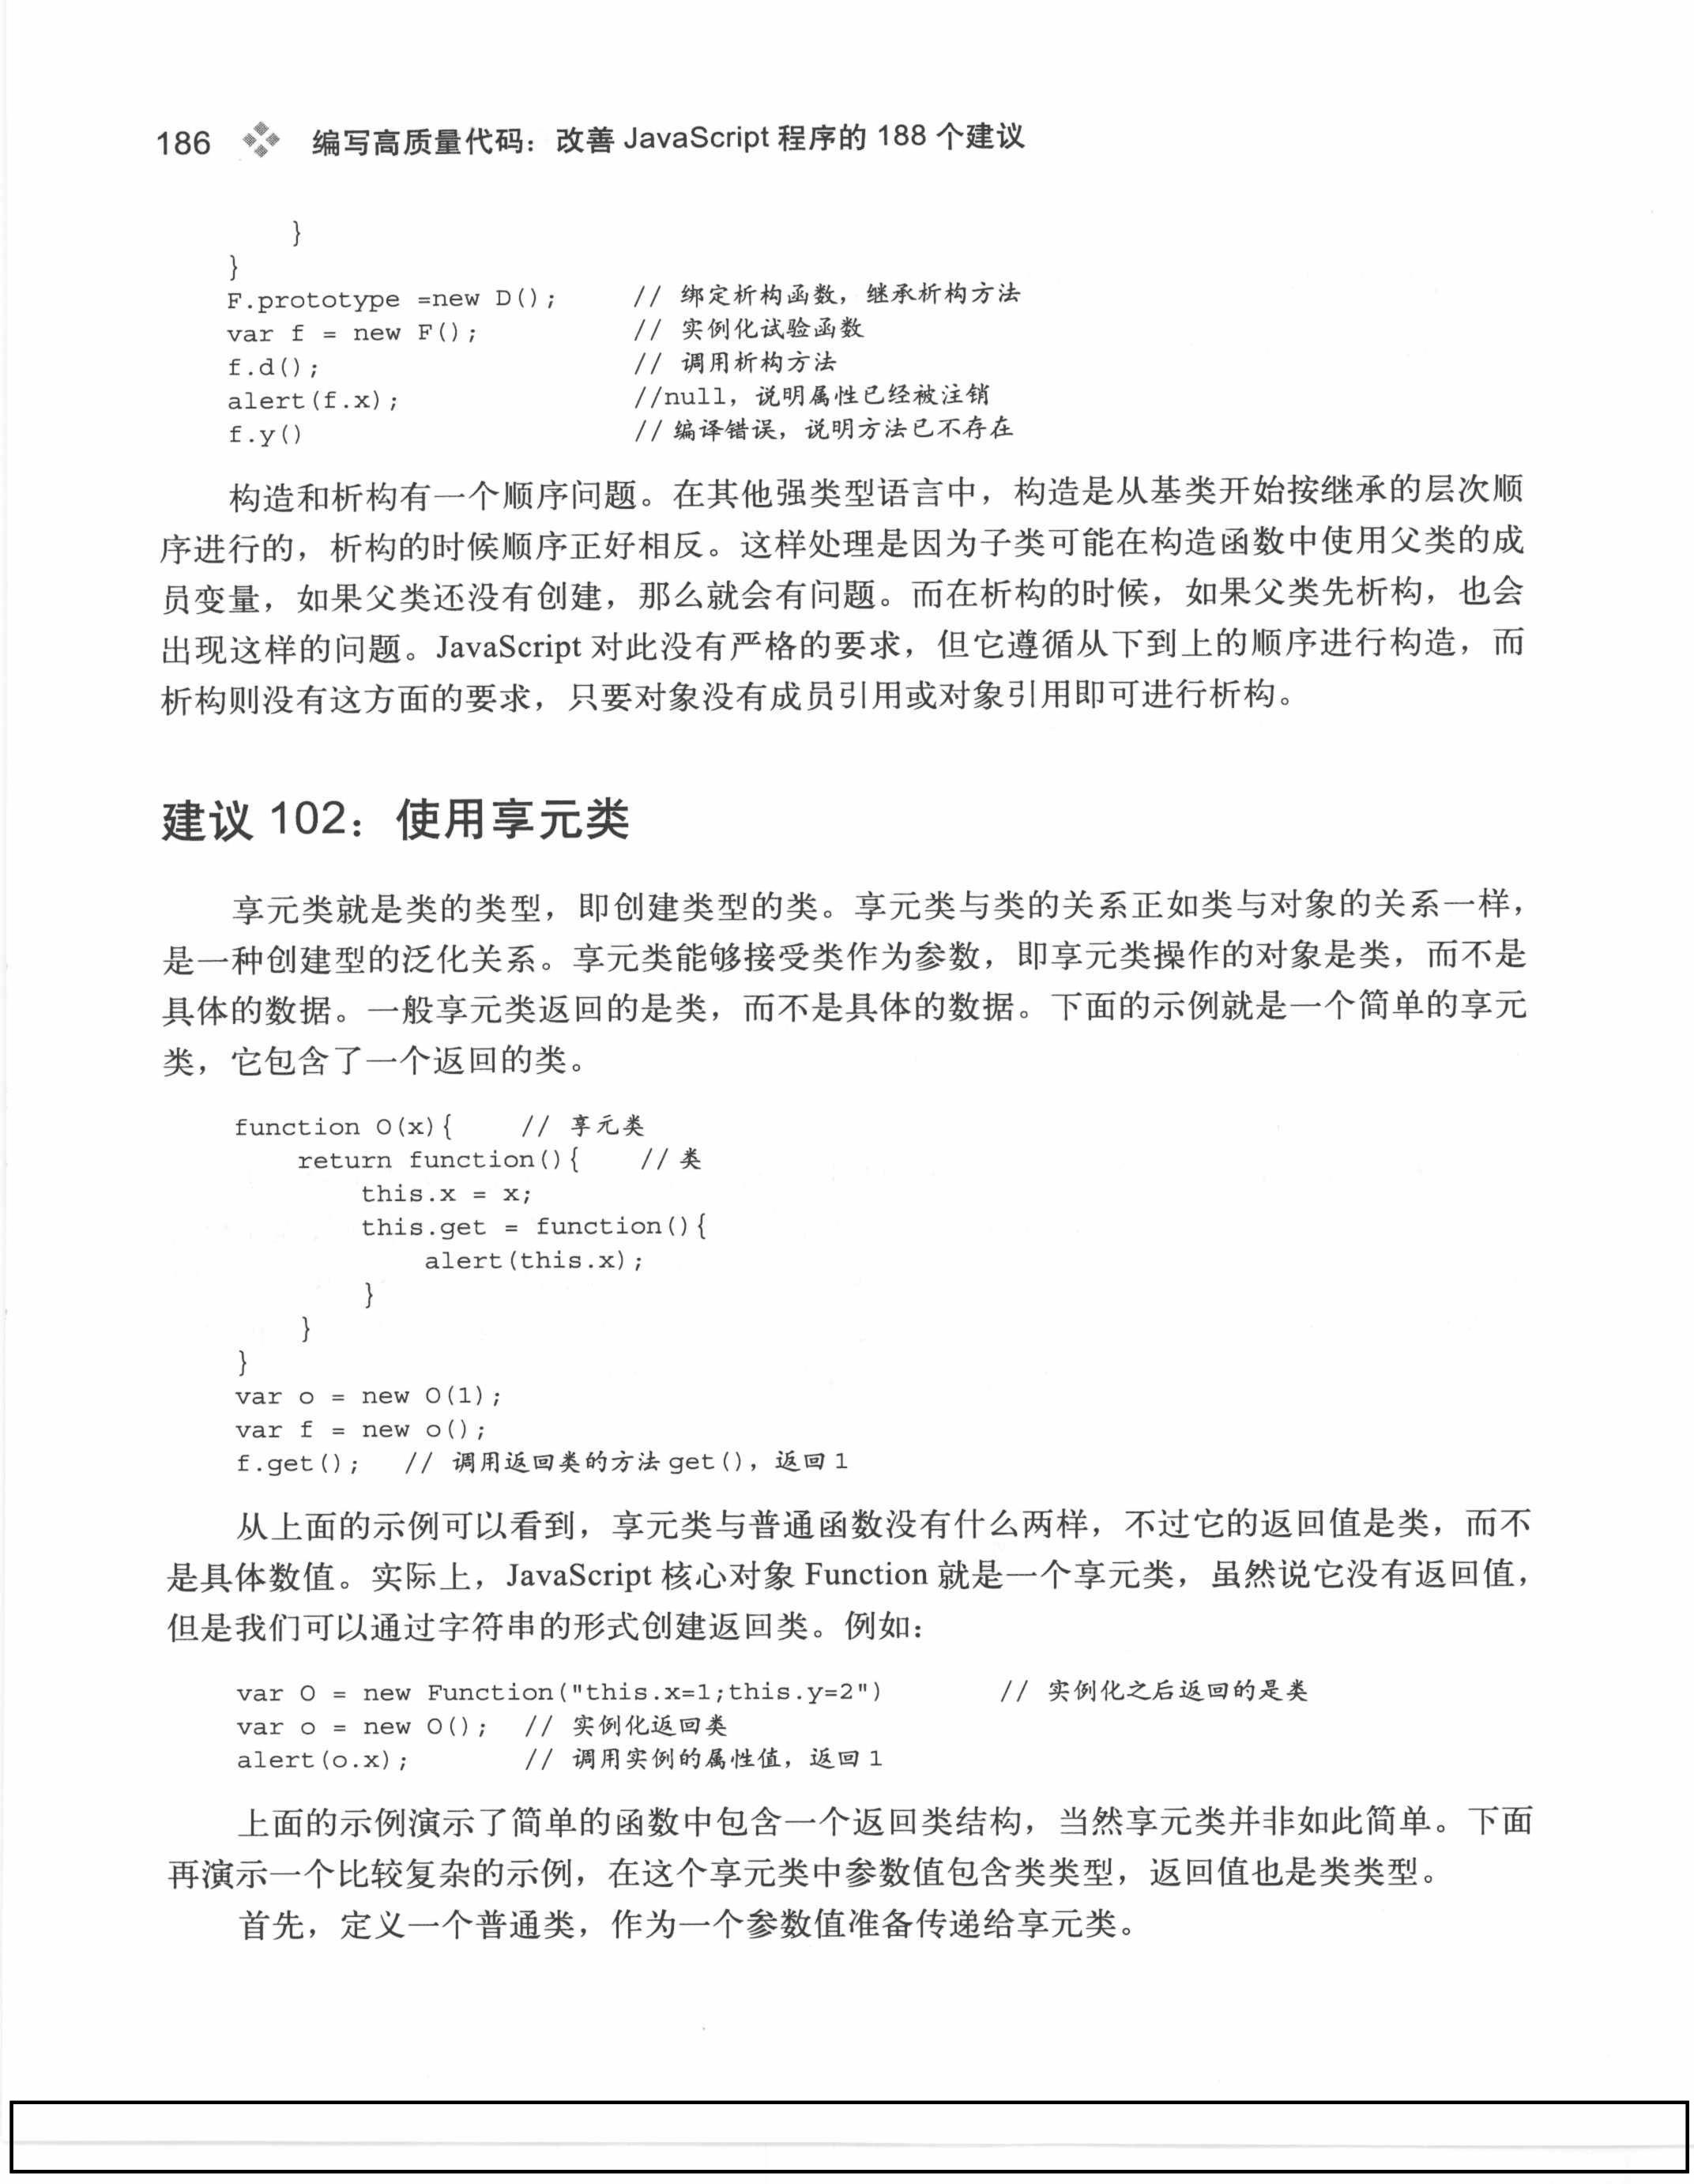 186 编写高质量代码：改善 JavaScript 程序的 188 个建议
}
}
F.prototype =new D(); // 绑定析构函数，继承析构方法
var f = new F(); // 实例化试验函数
f.d(); // 调用析构方法
alert(f.x); //null，说明属性已经被注销
f.y() // 编译错误，说明方法已不存在
构造和析构有一个顺序问题。在其他强类型语言中，构造是从基类开始按继承的层次顺
序进行的，析构的时候顺序正好相反。这样处理是因为子类可能在构造函数中使用父类的成
员变量，如果父类还没有创建，那么就会有问题。而在析构的时候，如果父类先析构，也会
出现这样的问题。JavaScript 对此没有严格的要求，但它遵循从下到上的顺序进行构造，而
析构则没有这方面的要求，只要对象没有成员引用或对象引用即可进行析构。
建议 102：使用享元类
享元类就是类的类型，即创建类型的类。享元类与类的关系正如类与对象的关系一样，
是一种创建型的泛化关系。享元类能够接受类作为参数，即享元类操作的对象是类，而不是
具体的数据。一般享元类返回的是类，而不是具体的数据。下面的示例就是一个简单的享元
类，它包含了一个返回的类。
function O(x){ // 享元类
return function(){ // 类
this.x = x;
this.get = function(){
alert(this.x);
}
}
}
var o = new O(1);
var f = new o();
f.get(); // 调用返回类的方法 get()，返回 1
从上面的示例可以看到，享元类与普通函数没有什么两样，不过它的返回值是类，而不
是具体数值。实际上，JavaScript 核心对象 Function 就是一个享元类，虽然说它没有返回值，
但是我们可以通过字符串的形式创建返回类。例如：
var O = new Function("this.x=1;this.y=2") // 实例化之后返回的是类
var o = new O(); // 实例化返回类
alert(o.x); // 调用实例的属性值，返回 1
上面的示例演示了简单的函数中包含一个返回类结构，当然享元类并非如此简单。下面
再演示一个比较复杂的示例，在这个享元类中参数值包含类类型，返回值也是类类型。
首先，定义一个普通类，作为一个参数值准备传递给享元类。